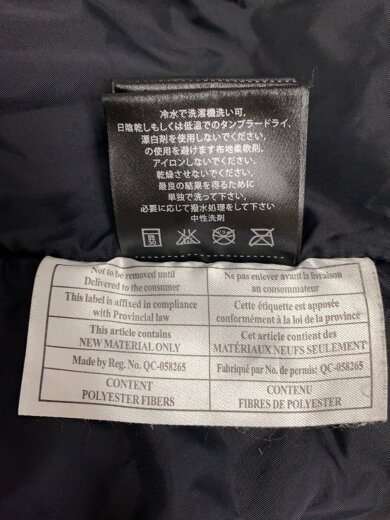 冷水で洗濯機洗い可。
日陰乾しもしくは低温でのタンブラードライ.
漂白剤を使用しないでください。
の使用を避けます布地柔軟剤.
アイロンしないでください。
乾燥させないでください。
最良の結果を得るために
単独で洗って下さい。
必要に応じて撥水処理をして下さい
中性洗剤
Not to be removed until
Delivered to the consumer
This label is affixed in compliance
with Provincial law
This article contains
NEW MATERIAL ONLY
Made by Reg. No. QC-058265
CONTENT
POLYESTER FIBERS
Ne pas enlever avant la livraison
au consommateur
Cette étiquette est apposée
conformément à la loi de la province
Cet article contient des
MATÉRIAUX NEUFS SEULEMENT
Fabriqué par No. de permis: QC-058265
CONTENU
FIBRES DE POLYESTER